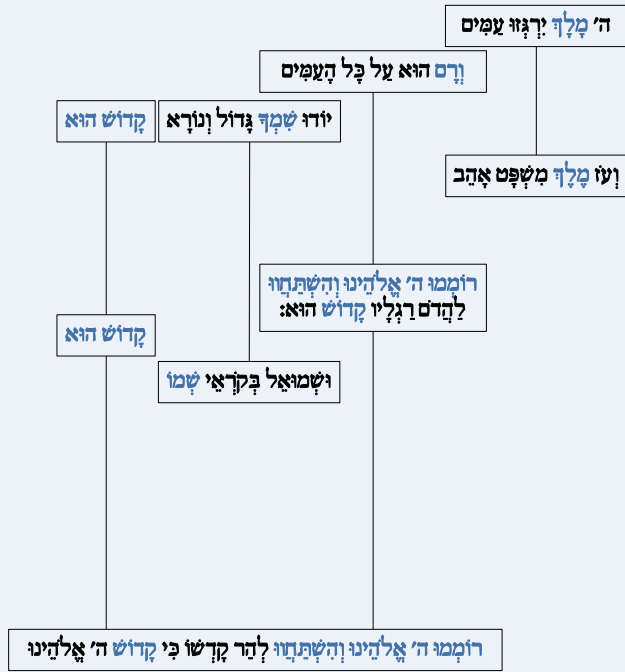 ה' מָלָךְ יִרְגְּזוּ עַמִּים
וְרָם הוּא עַל כָּל הָעַמִּים
יוֹדוּ שִׁמְךָ גָּדוֹל וְנוֹרָא
קָדוֹשׁ הוּא
וְעֹז מֶלֶךְ מִשְׁפָּט אָהֵב
רוֹמְמוּ ה' אֱלֹהֵינוּ וְהִשְׁתַּחֲווּ
לַהֲדֹם רַגְלָיו קָדוֹשׁ הוּא:
קָדוֹשׁ הוּא
וּשְׁמוּאֵל בְּקֹרְאֵי שְׁמוֹ
רוֹמְמוּ ה' אֱלֹהֵינוּ וְהִשְׁתַּחֲווּ לְהַר קָדְשׁוֹ כִּי קָדוֹשׁ ה' אֱלֹהֵינוּ